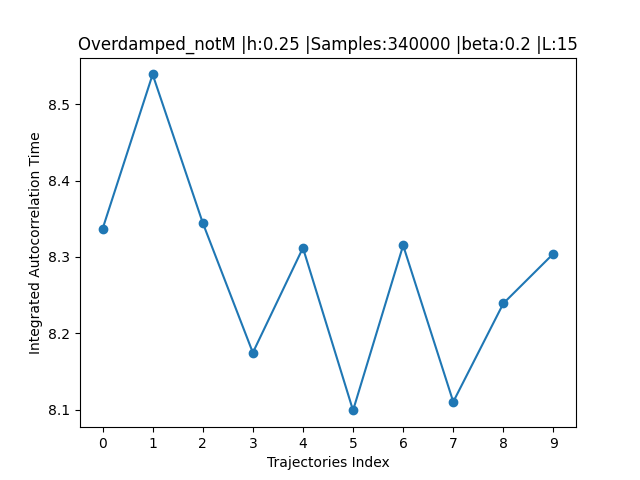 Overdamped_notM |h:0.25 |Samples:340000 |beta:0.2 |L:15
Integrated Autocorrelation Time
8.5
8.4
8.3
8.2
8.1
0 1 2 3 4 5 6 7 8 9
Trajectories Index